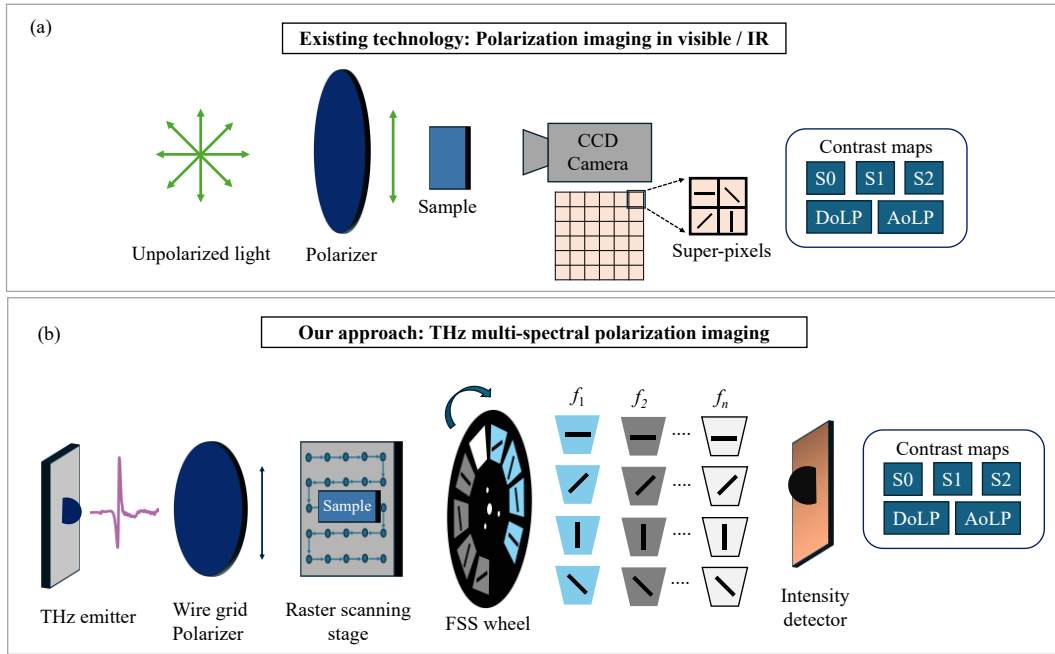 (a)
Existing technology: Polarization imaging in visible / IR
Unpolarized light
Polarizer
Sample
CCD
Camera
Super-pixels
Contrast maps
S0 S1 S2
DoLP AoLP
(b)
Our approach: THz multi-spectral polarization imaging
THz emitter
Wire grid
Polarizer
Sample
Raster scanning
stage
FSS wheel
f1 f2 fn
....
....
....
....
Intensity
detector
Contrast maps
S0 S1 S2
DoLP AoLP